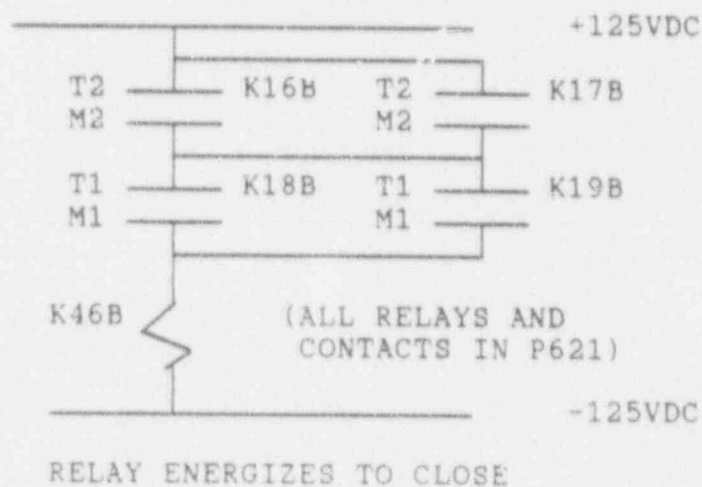 +125VDC
T2 K16B T2 K17B
M2 M2
T1 K18B T1 K19B
M1 M1
K46B (ALL RELAYS AND
CONTACTS IN P621)
-125VDC
RELAY ENERGIZES TO CLOSE